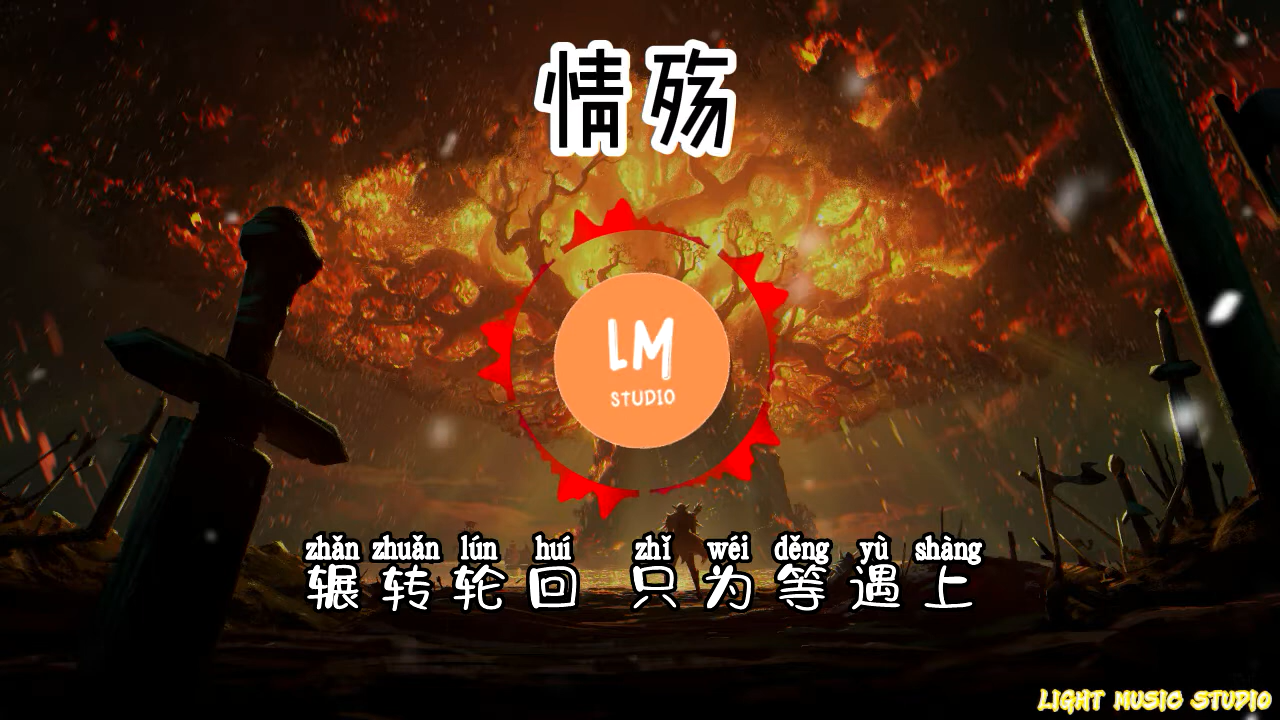 情殇
LM
STUDIO
zhǎn zhuǎn lún huí zhǐ wéi děng yù shàng
辗转轮回 只为等遇上
LIGHT MUSIC STUDIO